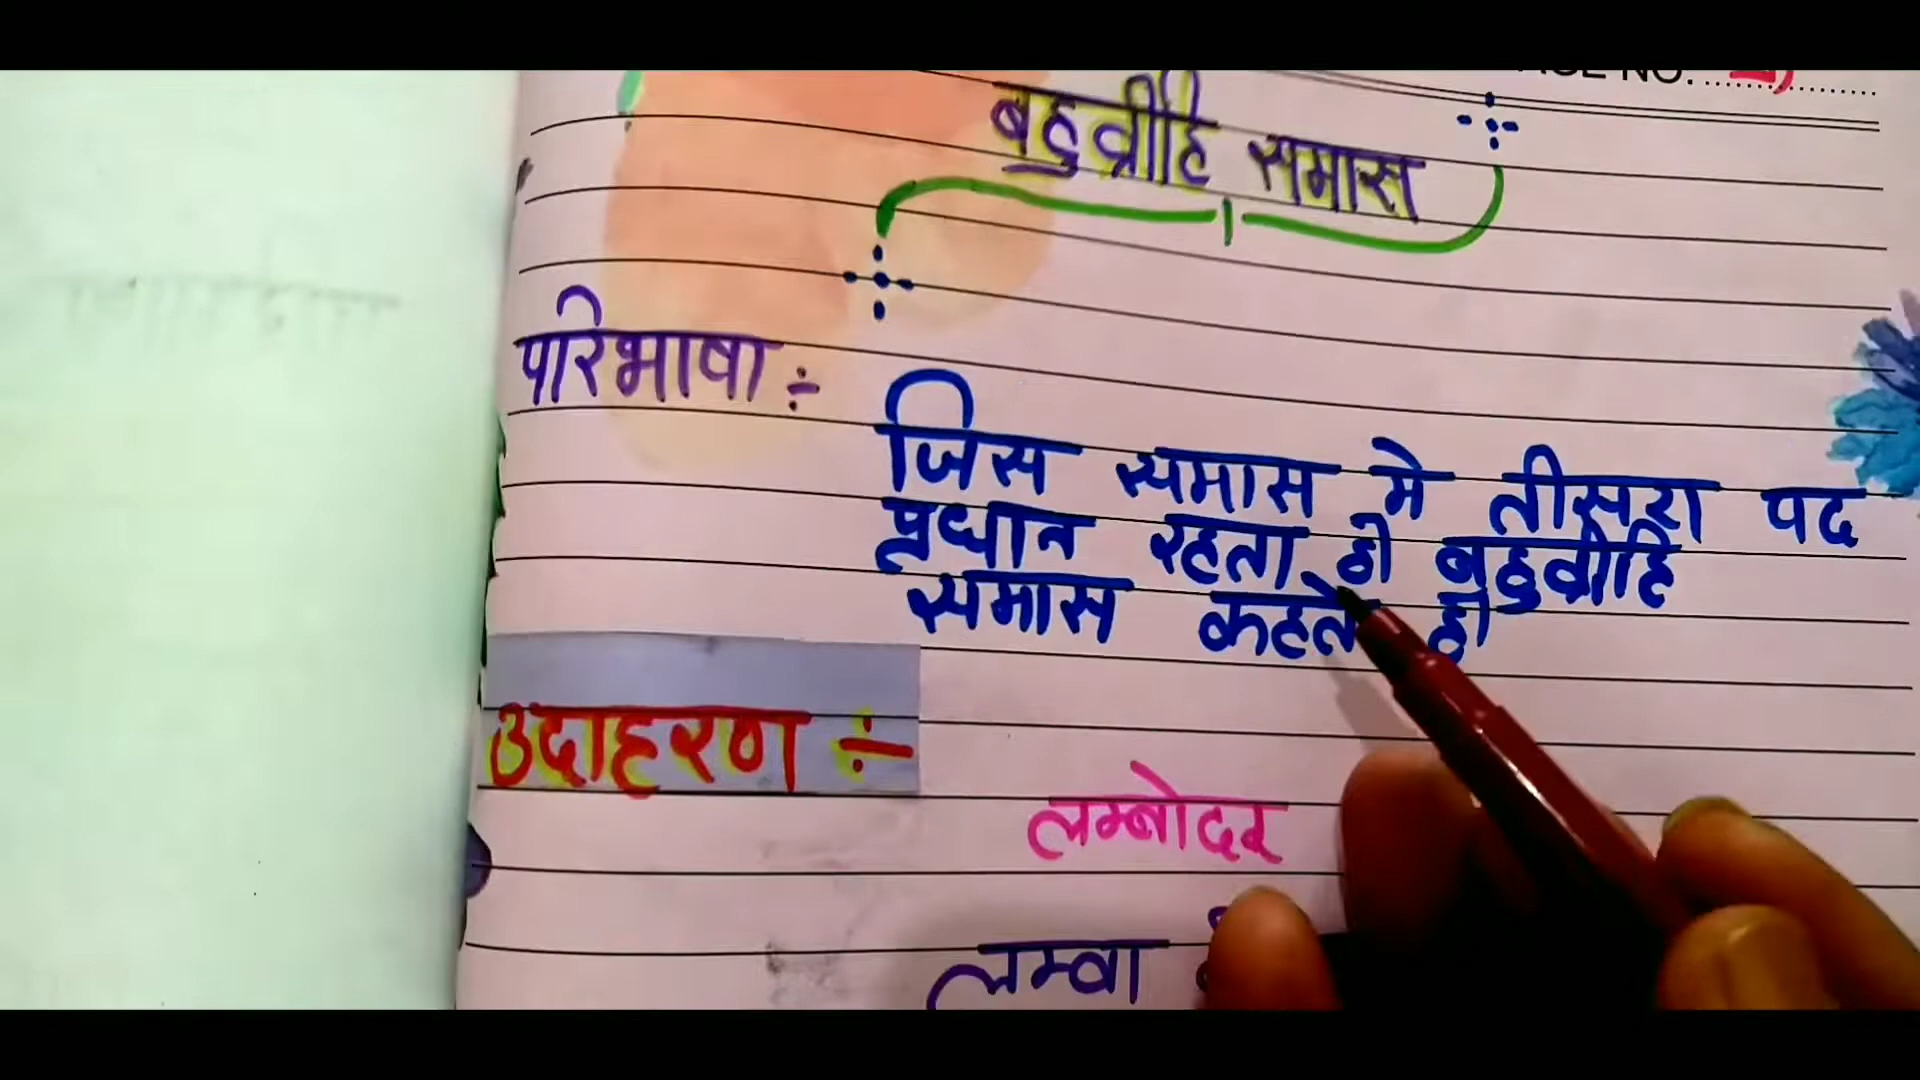 बहुव्रीहि समास
परिभाषा ÷
जिस समास मे तीसरा पद
प्रधान रहता हो बहुव्रीहि
समास कहते हो
उदाहरण ÷
लम्बोदर
लम्बा